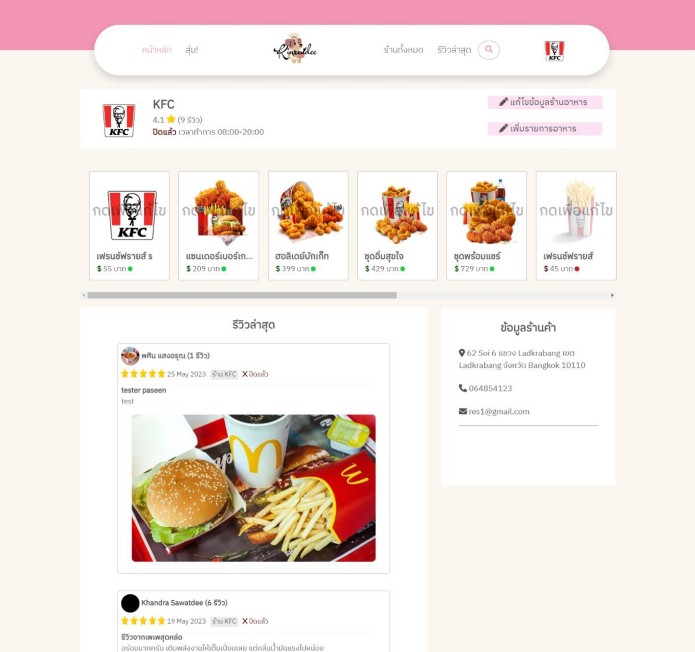 หน้าหลัก
สุ่ม!
Kinraidee
ร้านทั้งหมด
รีวิวล่าสุด
KFC
KFC
KFC
4.1 (9 รีวิว)
ปิดแล้ว เวลาทำการ 08:00-20:00
แก้ไขข้อมูลร้านอาหาร
เพิ่มรายการอาหาร
กดเพื่อแก้ไข
KFC
เฟรนช์ฟรายส์ s
$ 55 บาท
กดเพื่อแก้ไข
แซนเดอร์เบอร์เก...
$ 209 บาท
กดเพื่อแก้ไข
ฮอลิเดย์บักเก็ท
$ 399 บาท
กดเพื่อแก้ไข
ชุดอิ่มสุขใจ
$ 429 บาท
กดเพื่อแก้ไข
ชุดพร้อมแชร์
$ 729 บาท
กดเพื่อแก้ไข
เฟรนช์ฟรายส์
$ 45 บาท
รีวิวล่าสุด
พศิน แสงอรุณ (1 รีวิว)
25 May 2023 ร้าน KFC X ปิดแล้ว
tester paseen
test
Khandra Sawatdee (6 รีวิว)
19 May 2023 ร้าน KFC X ปิดแล้ว
รีวิวจากเพเพสุดหล่อ
อร่อยมากครับ เติมพลังงานให้เต็มเปี่ยมเลย แต่กลิ่นน้ำมันแรงไปหน่อย
ข้อมูลร้านค้า
62 Soi 6 แขวง Ladkrabang เขต
Ladkrabang จังหวัด Bangkok 10110
064854123
res1@gmail.com